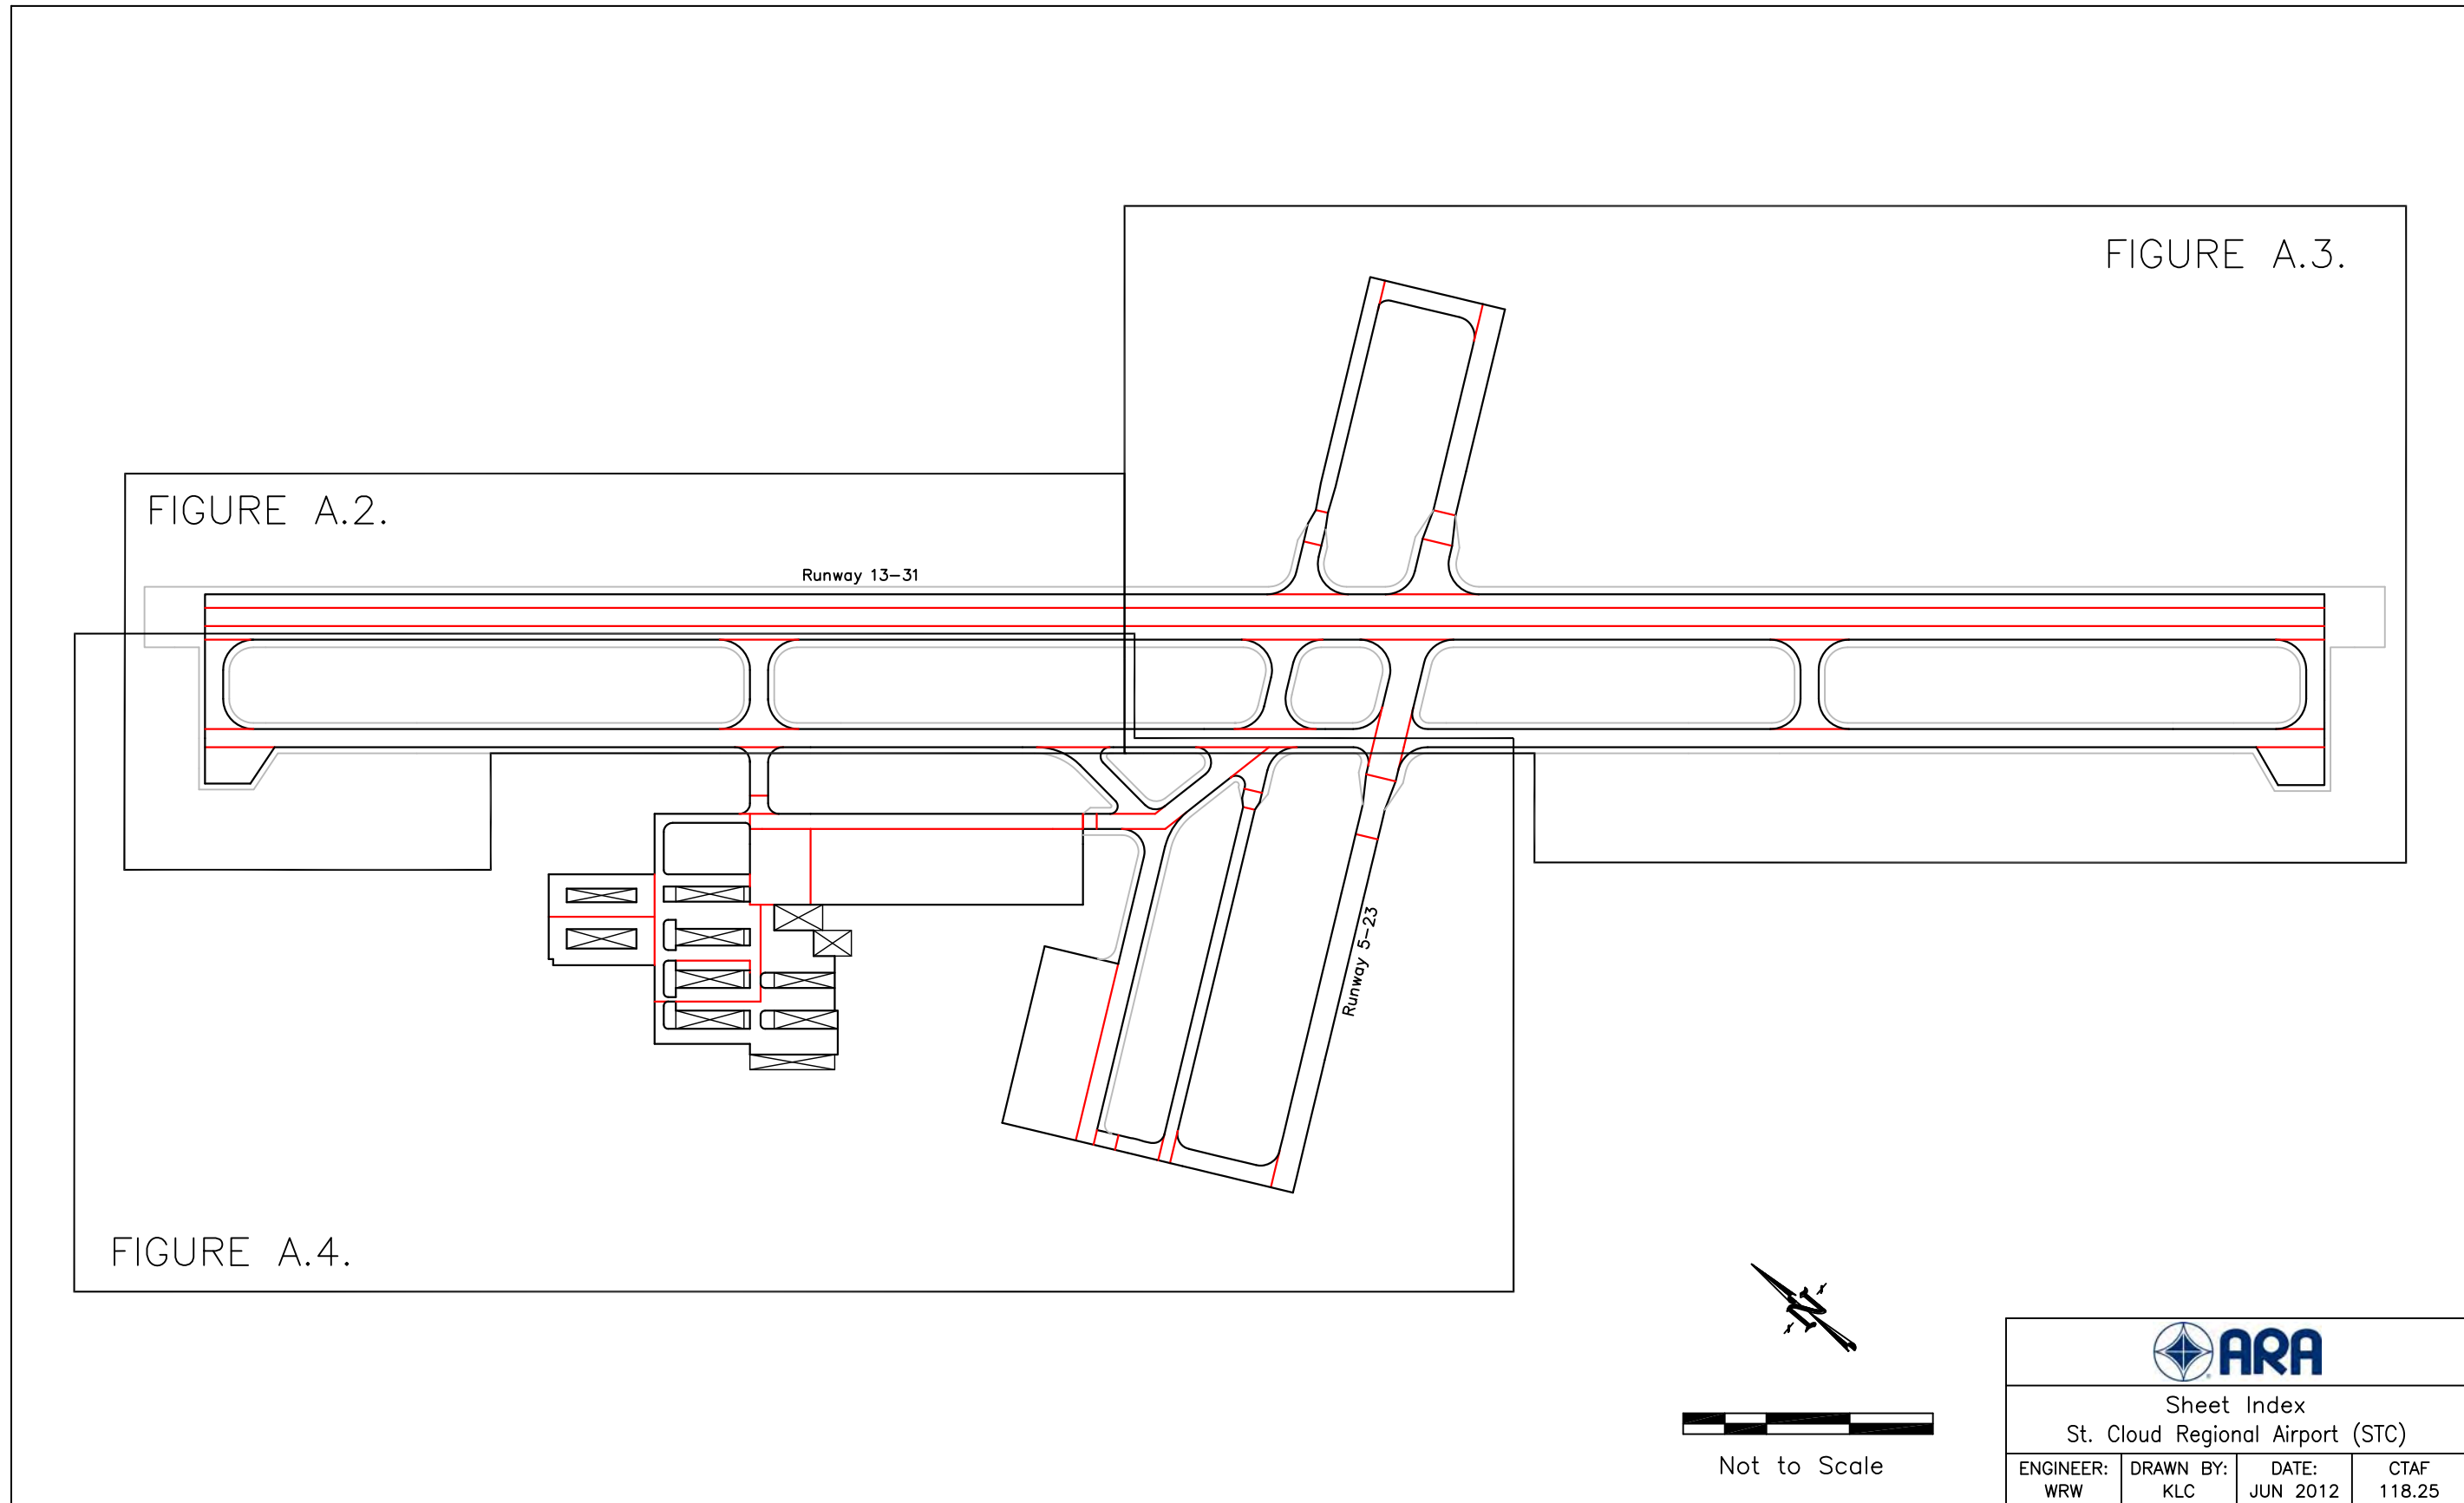 FIGURE A.3.
FIGURE A.2.
Runway 13-31
Runway 5-23
FIGURE A.4.
N
Not to Scale
ARA
Sheet Index
St. Cloud Regional Airport (STC)
ENGINEER: DRAWN BY: DATE: CTAF
WRW KLC JUN 2012 118.25